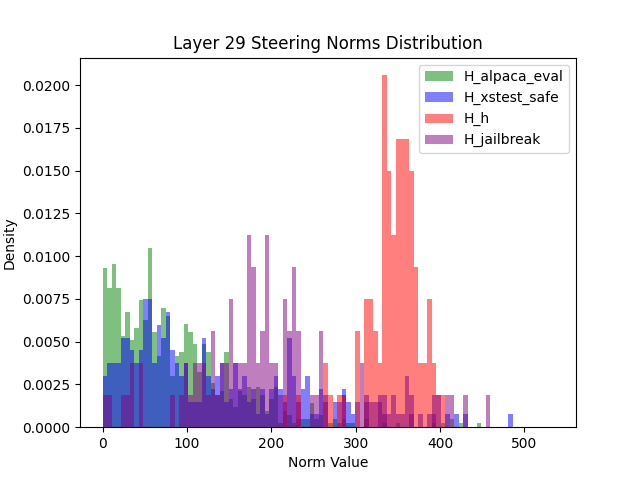 Layer 29 Steering Norms Distribution
H_alpaca_eval
H_xstest_safe
H_h
H_jailbreak
0.0200
0.0175
0.0150
0.0125
0.0100
0.0075
0.0050
0.0025
0.0000
Density
0 100 200 300 400 500
Norm Value